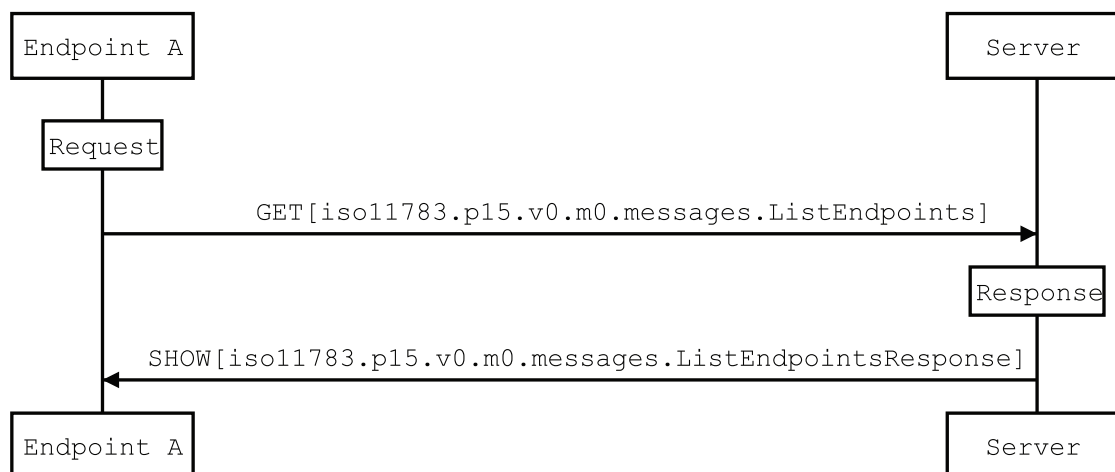 Endpoint A
Server
Request
GET[iso11783.p15.v0.m0.messages.ListEndpoints]
Response
SHOW[iso11783.p15.v0.m0.messages.ListEndpointsResponse]
Endpoint A
Server